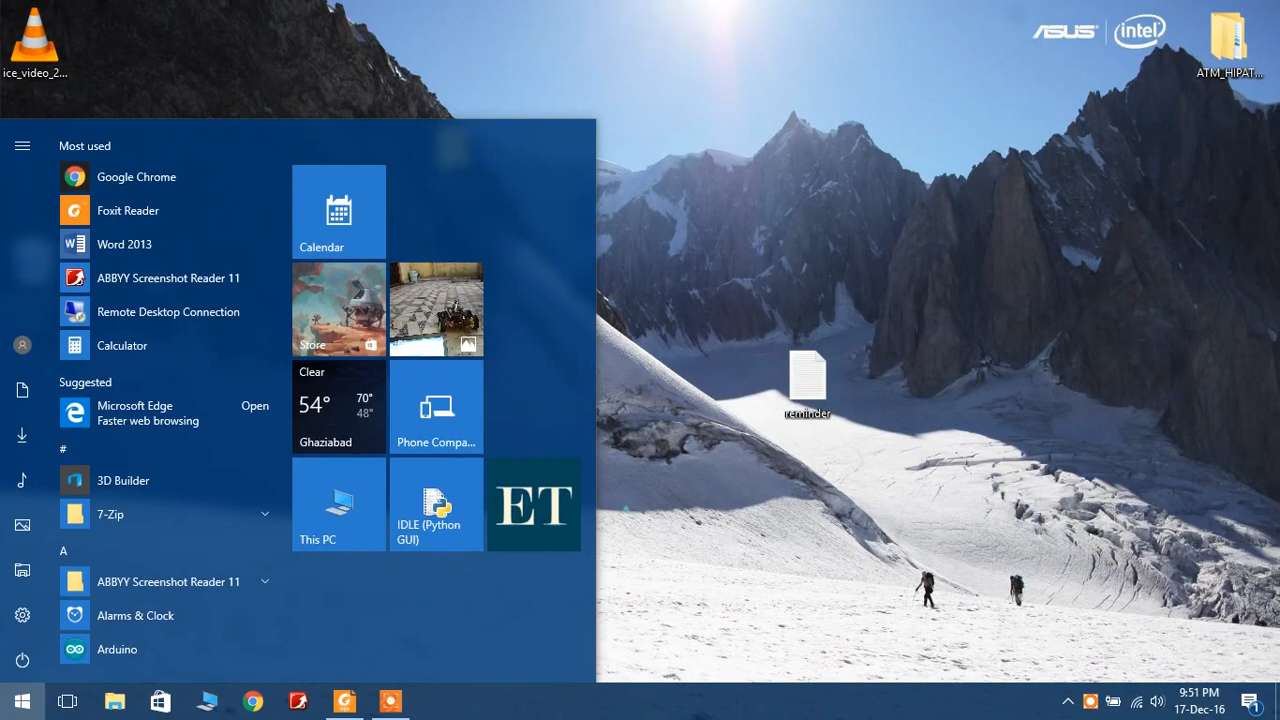 ice_video_2...
ASUS
intel
ATM_HIPAT...
Most used
Google Chrome
Foxit Reader
Word 2013
ABBYY Screenshot Reader 11
Remote Desktop Connection
Calculator
Suggested
Microsoft Edge
Faster web browsing
Open
#
3D Builder
7-Zip
A
ABBYY Screenshot Reader 11
Alarms & Clock
Arduino
Calendar
Store
Clear
54°
70°
48°
Ghaziabad
Phone Compa...
This PC
IDLE (Python
GUI)
ET
reminder
9:51 PM
17-Dec-16
1